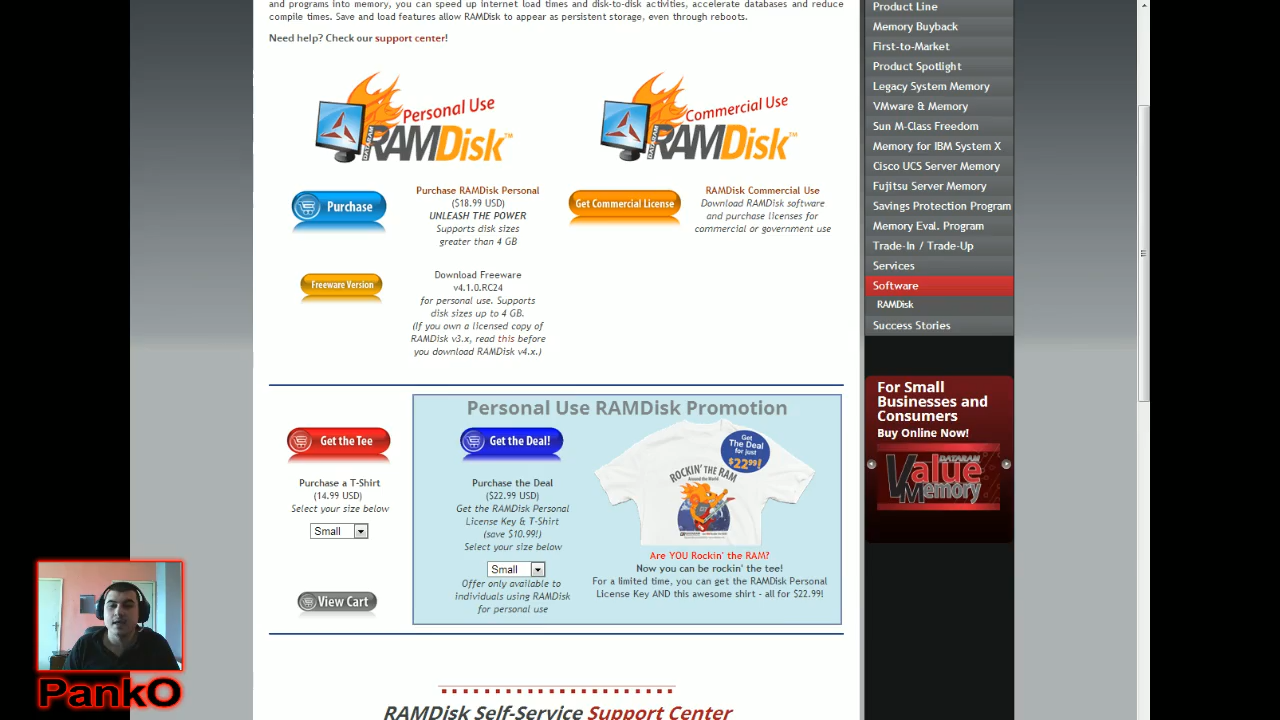 and programs into memory, you can speed up internet load times and disk-to-disk activities, accelerate databases and reduce
compile times. Save and load features allow RAMDisk to appear as persistent storage, even through reboots.
Need help? Check our support center!
Personal Use
DATARAM
RAMDisk™
Commercial Use
DATARAM
RAMDisk™
Purchase
Purchase RAMDisk Personal
($18.99 USD)
UNLEASH THE POWER
Supports disk sizes
greater than 4 GB
Get Commercial License
RAMDisk Commercial Use
Download RAMDisk software
and purchase licenses for
commercial or government use
Freeware Version
Download Freeware
v4.1.0.RC24
for personal use. Supports
disk sizes up to 4 GB.
(If you own a licensed copy of
RAMDisk v3.x, read this before
you download RAMDisk v4.x.)
Get the Tee
Purchase a T-Shirt
(14.99 USD)
Select your size below
Small
View Cart
Personal Use RAMDisk Promotion
Get the Deal!
Purchase the Deal
($22.99 USD)
Get the RAMDisk Personal
License Key & T-Shirt
(save $10.99!)
Select your size below
Small
Offer only available to
individuals using RAMDisk
for personal use
Get
The Deal
for just
$22.99!
ROCKIN' THE RAM
Around the World
Are YOU Rockin' the RAM?
Now you can be rockin' the tee!
For a limited time, you can get the RAMDisk Personal
License Key AND this awesome shirt - all for $22.99!
RAMDisk Self-Service Support Center
Product Line
Memory Buyback
First-to-Market
Product Spotlight
Legacy System Memory
VMware & Memory
Sun M-Class Freedom
Memory for IBM System X
Cisco UCS Server Memory
Fujitsu Server Memory
Savings Protection Program
Memory Eval. Program
Trade-In / Trade-Up
Services
Software
RAMDisk
Success Stories
For Small
Businesses and
Consumers
Buy Online Now!
DATARAM
Value
Memory
PankO